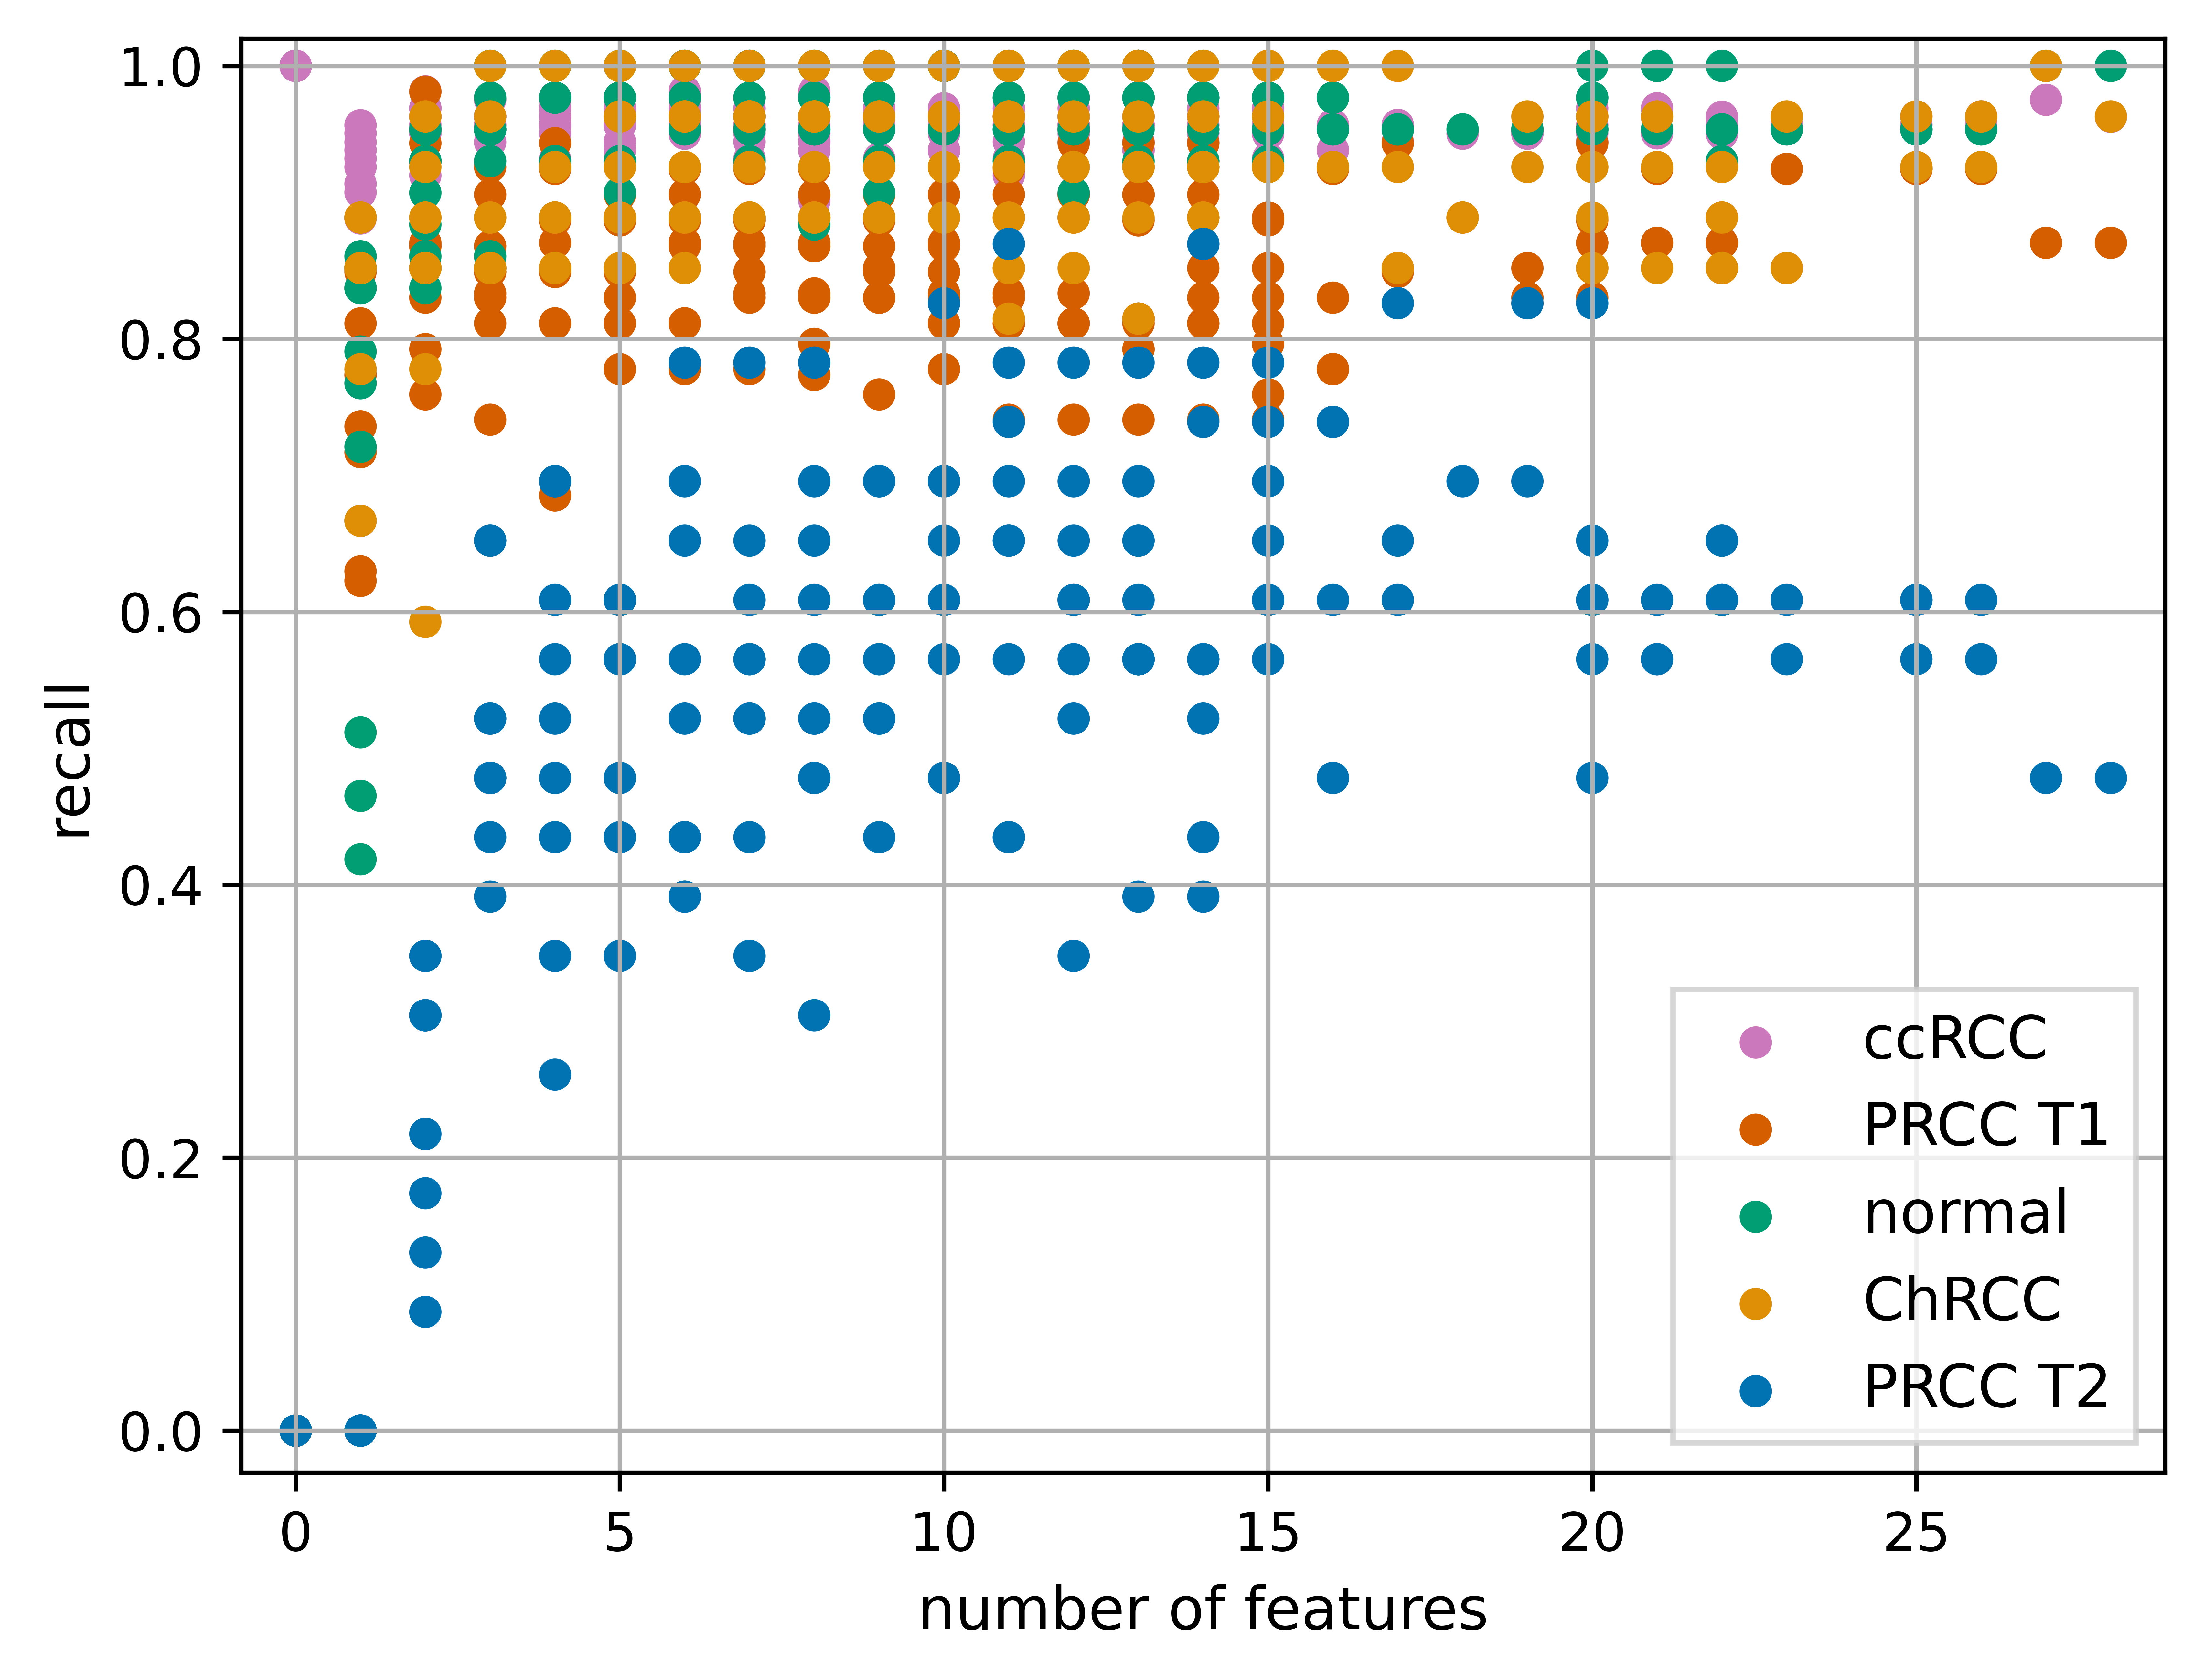 1.0
0.8
0.6
0.4
0.2
0.0
recall
ccRCC
PRCC T1
normal
ChRCC
PRCC T2
0 5 10 15 20 25
number of features